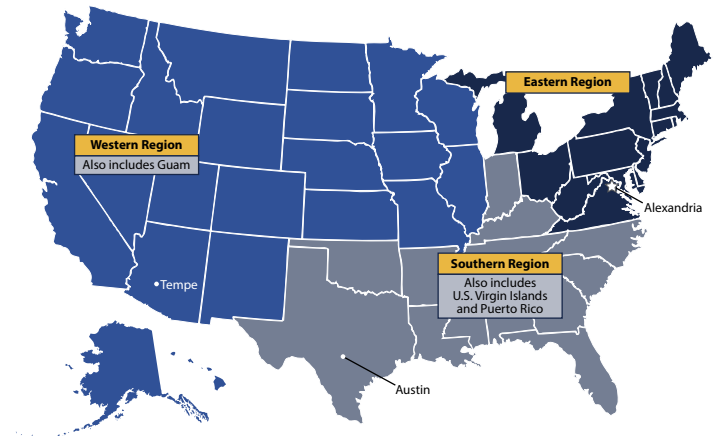 Eastern Region
Western Region
Also includes Guam
Alexandria
Southern Region
Also includes
U.S. Virgin Islands
and Puerto Rico
Tempe
Austin